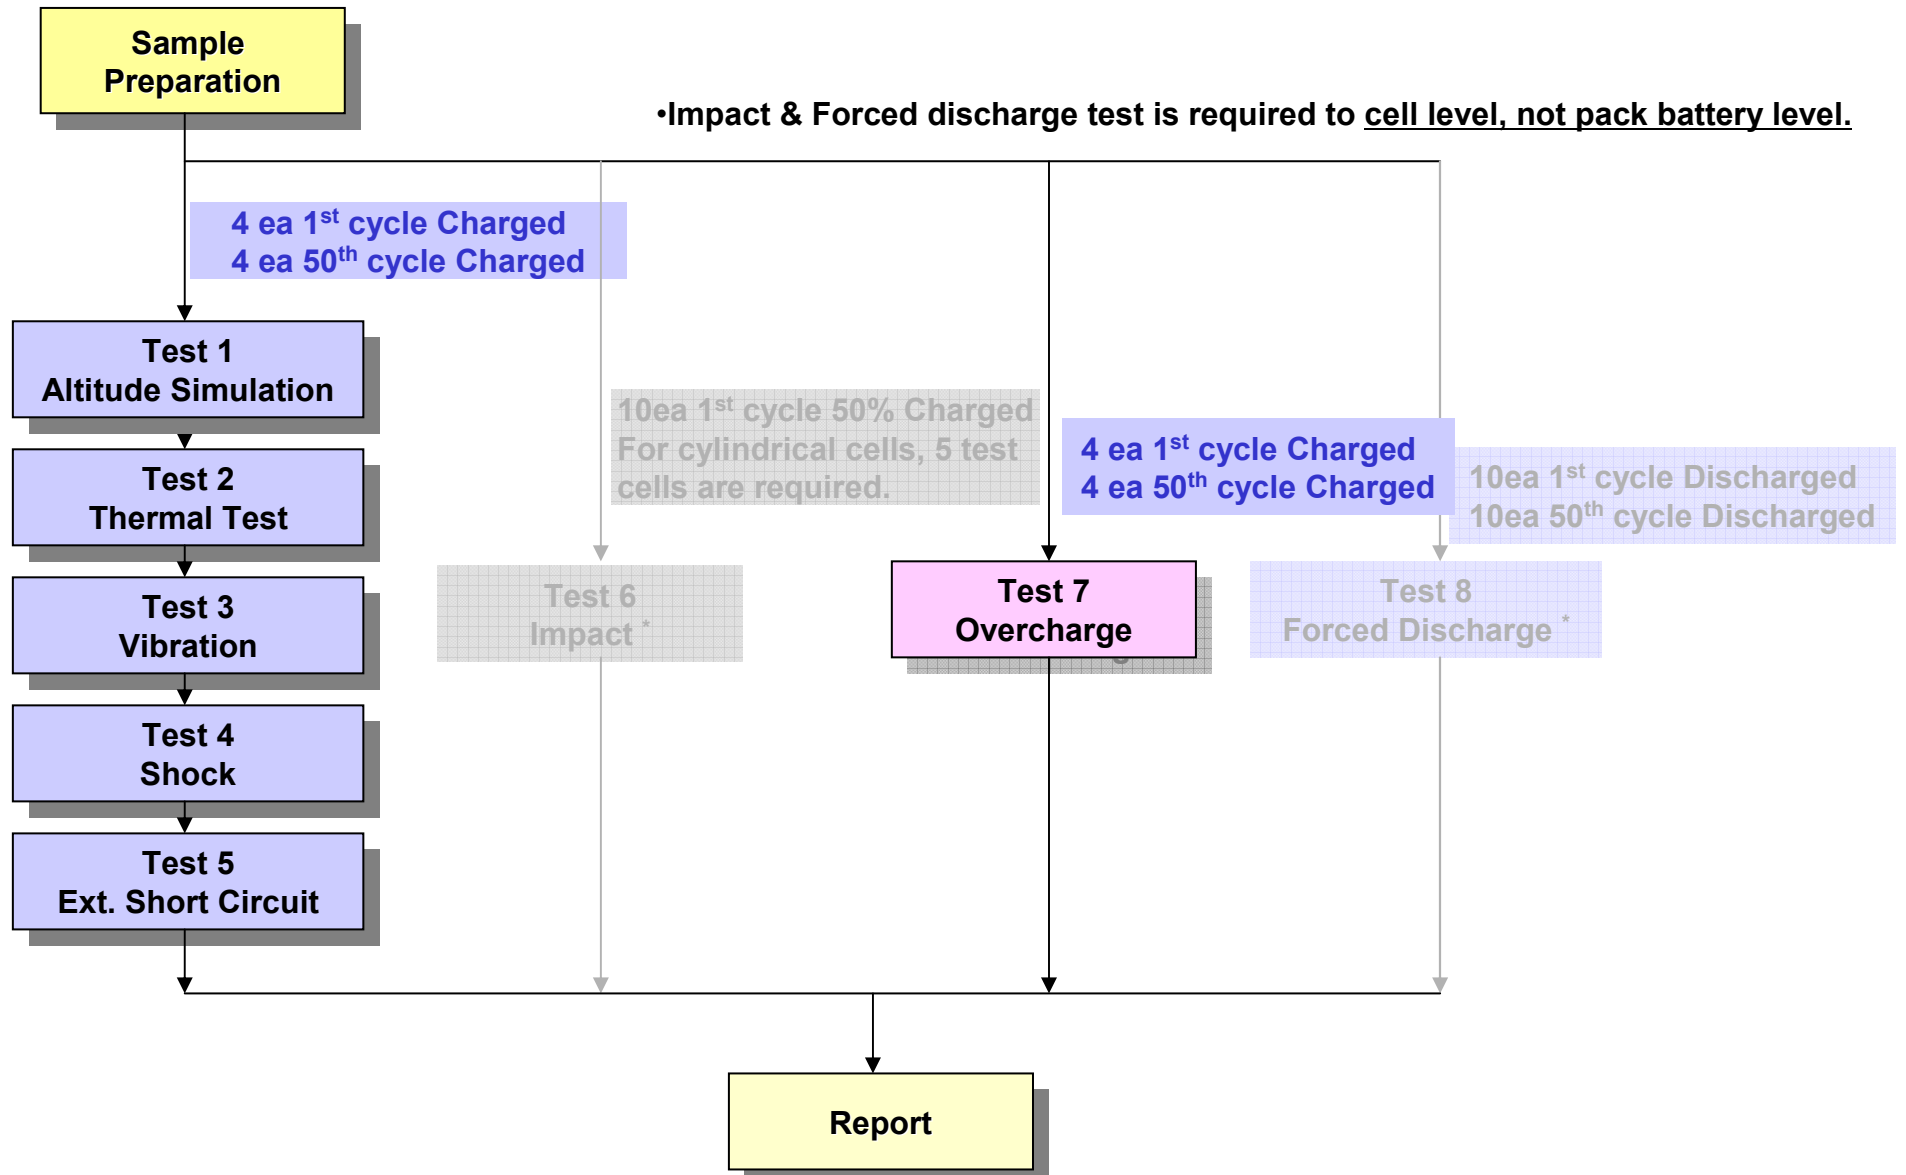 Sample
Preparation
•Impact & Forced discharge test is required to cell level, not pack battery level.
4 ea 1st cycle Charged
4 ea 50th cycle Charged
Test 1
Altitude Simulation
10ea 1st cycle 50% Charged
For cylindrical cells, 5 test
cells are required.
4 ea 1st cycle Charged
4 ea 50th cycle Charged
10ea 1st cycle Discharged
10ea 50th cycle Discharged
Test 2
Thermal Test
Test 3
Vibration
Test 6
Impact *
Test 7
Overcharge
Test 8
Forced Discharge *
Test 4
Shock
Test 5
Ext. Short Circuit
Report